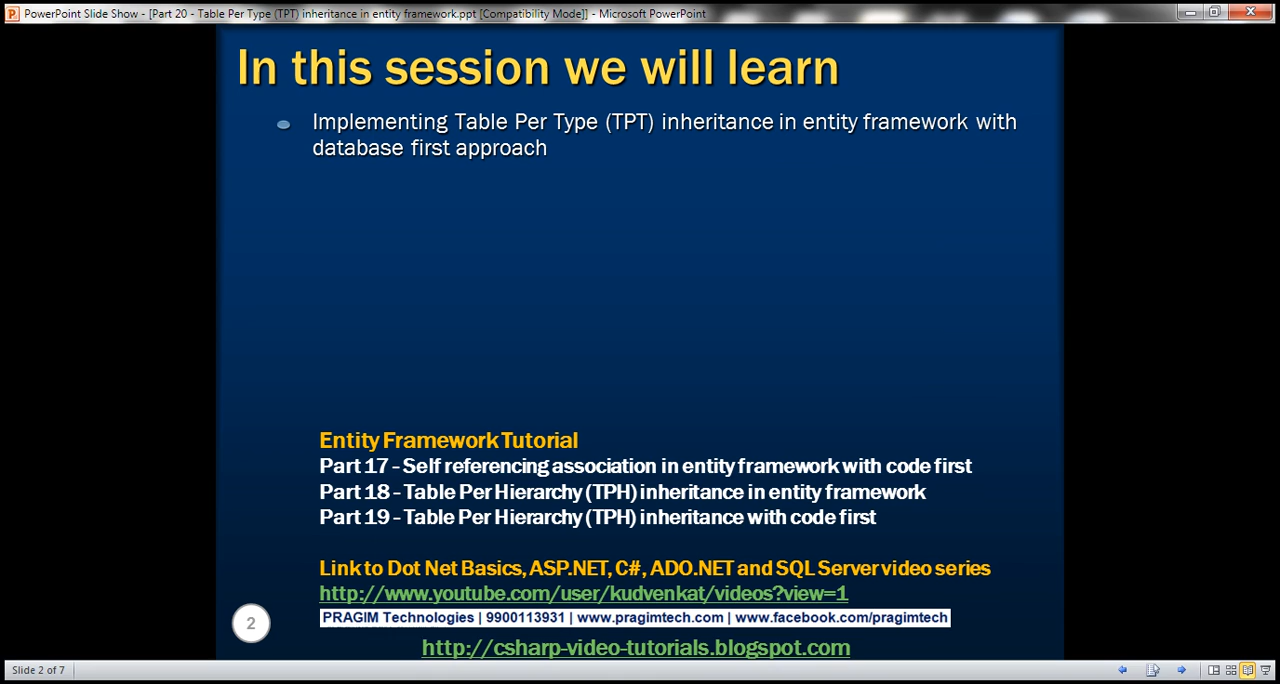 PowerPoint Slide Show - [Part 20 - Table Per Type (TPT) inheritance in entity framework.ppt [Compatibility Mode]] - Microsoft PowerPoint
In this session we will learn
Implementing Table Per Type (TPT) inheritance in entity framework with
database first approach
Entity Framework Tutorial
Part 17 - Self referencing association in entity framework with code first
Part 18 - Table Per Hierarchy (TPH) inheritance in entity framework
Part 19 - Table Per Hierarchy (TPH) inheritance with code first
Link to Dot Net Basics, ASP.NET, C#, ADO.NET and SQL Server video series
http://www.youtube.com/user/kudvenkat/videos?view=1
PRAGIM Technologies | 9900113931 | www.pragimtech.com | www.facebook.com/pragimtech
2
http://csharp-video-tutorials.blogspot.com
Slide 2 of 7